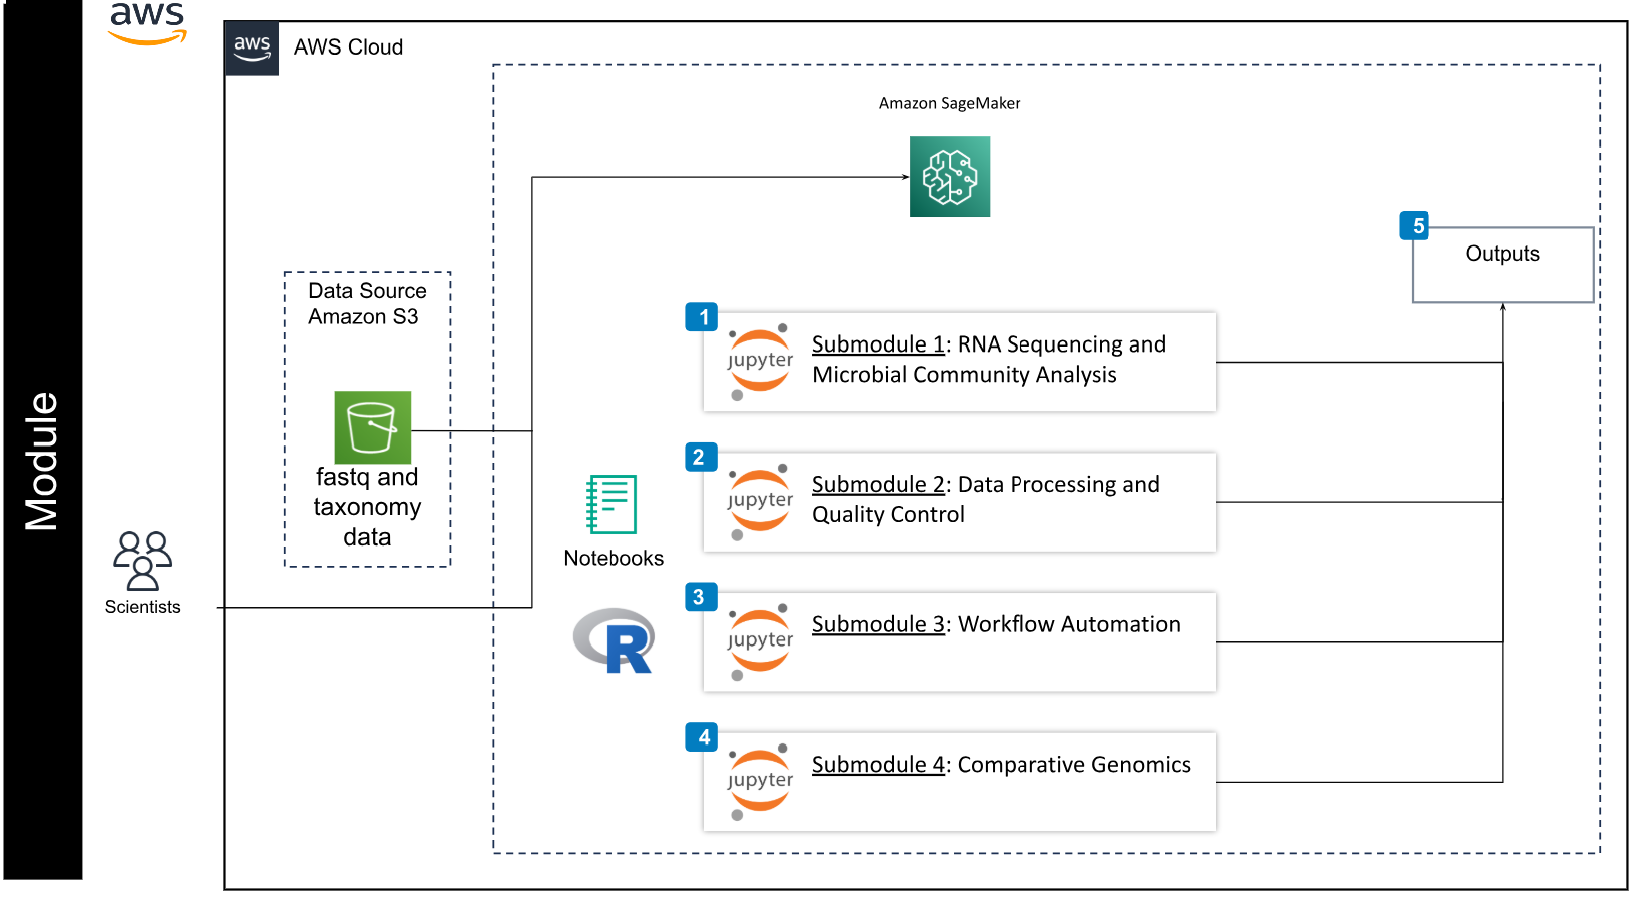 aws
aws
AWS Cloud
Amazon SageMaker
5
Outputs
Data Source
Amazon S3
fastq and
taxonomy
data
Module
Scientists
Notebooks
R
1
jupyter
Submodule 1: RNA Sequencing and
Microbial Community Analysis
2
jupyter
Submodule 2: Data Processing and
Quality Control
3
jupyter
Submodule 3: Workflow Automation
4
jupyter
Submodule 4: Comparative Genomics